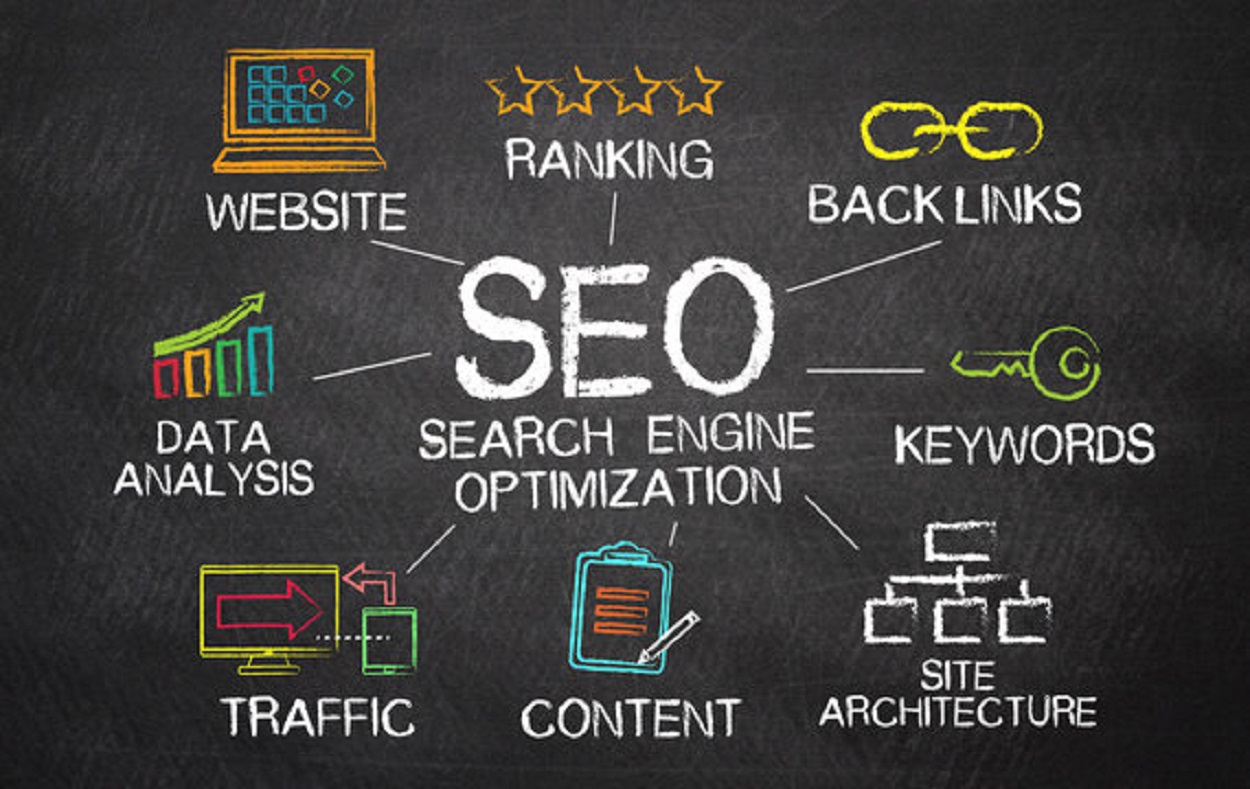 RANKING
WEBSITE
BACK LINKS
SEO
SEARCH ENGINE
OPTIMIZATION
DATA
ANALYSIS
KEYWORDS
TRAFFIC
CONTENT
SITE
ARCHITECTURE